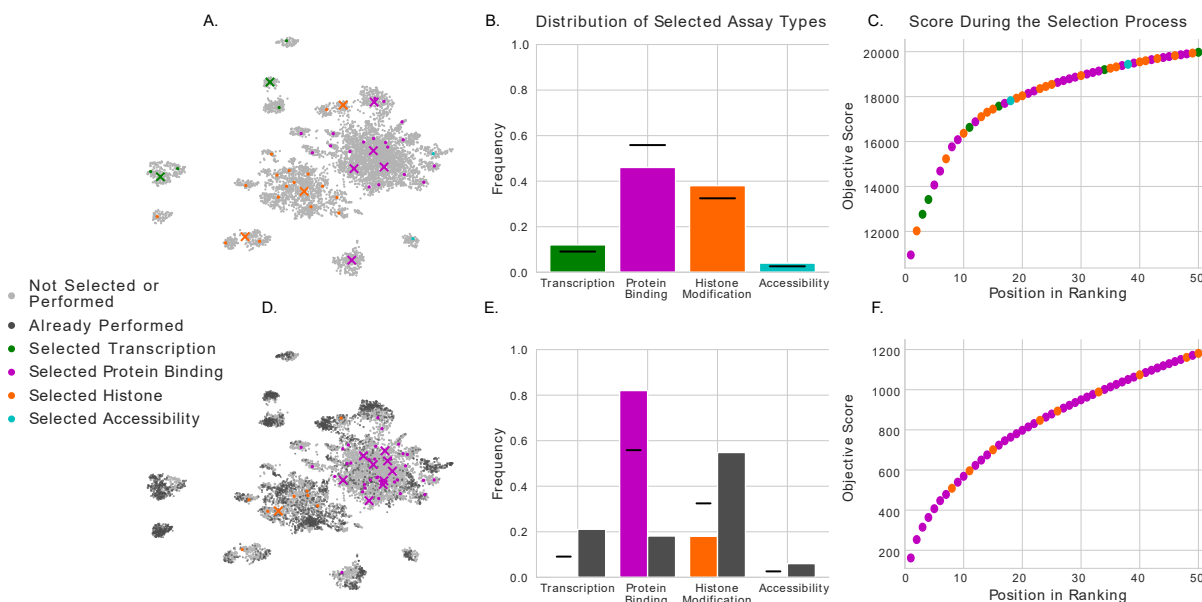 A.
B.
Distribution of Selected Assay Types
C.
Score During the Selection Process
1.0
0.8
0.6
0.4
0.2
0.0
Frequency
Transcription
Protein
Binding
Histone
Modification
Accessibility
20000
18000
16000
14000
12000
Objective Score
0
10
20
30
40
50
Position in Ranking
Not Selected or
Performed
Already Performed
Selected Transcription
Selected Protein Binding
Selected Histone
Selected Accessibility
D.
E.
F.
1.0
0.8
0.6
0.4
0.2
0.0
Frequency
Transcription
Protein
Binding
Histone
Modification
Accessibility
1200
1000
800
600
400
200
Objective Score
0
10
20
30
40
50
Position in Ranking